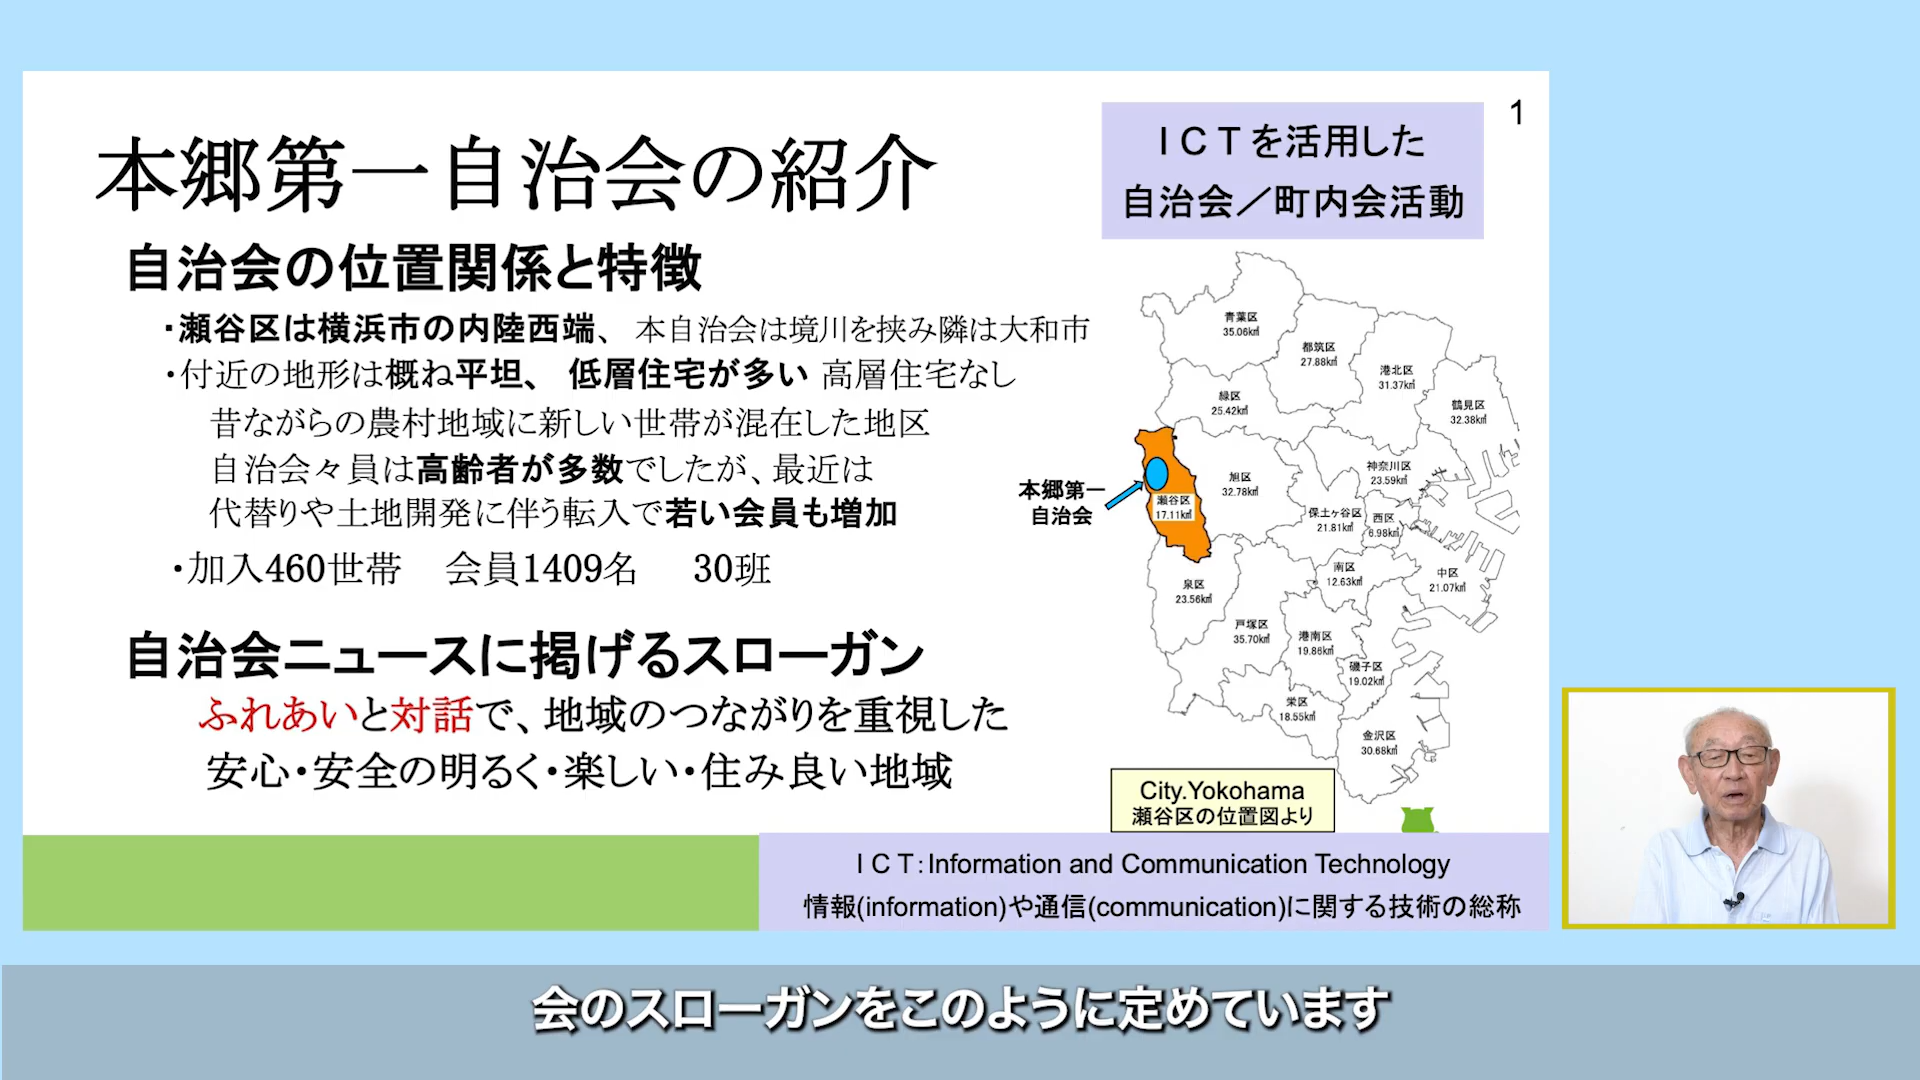 1
本郷第一自治会の紹介
ICTを活用した
自治会／町内会活動
自治会の位置関係と特徴
・瀬谷区は横浜市の内陸西端、 本自治会は境川を挟み隣は大和市
・付近の地形は概ね平坦、 低層住宅が多い 高層住宅なし
昔ながらの農村地域に新しい世帯が混在した地区
自治会々員は高齢者が多数でしたが、最近は
代替りや土地開発に伴う転入で若い会員も増加
・加入460世帯 会員1409名 30班
自治会ニュースに掲げるスローガン
ふれあいと対話で、地域のつながりを重視した
安心・安全の明るく・楽しい・住み良い地域
青葉区
35.06㎢
都筑区
27.88㎢
港北区
31.37㎢
緑区
25.42㎢
鶴見区
32.38㎢
神奈川区
23.59㎢
旭区
32.78㎢
本郷第一
自治会
瀬谷区
17.11㎢
保土ヶ谷区
21.81㎢
西区
6.98㎢
南区
12.63㎢
中区
21.07㎢
泉区
23.56㎢
戸塚区
35.70㎢
港南区
19.86㎢
磯子区
19.02㎢
栄区
18.55㎢
金沢区
30.68㎢
City.Yokohama
瀬谷区の位置図より
ICT：Information and Communication Technology
情報(information)や通信(communication)に関する技術の総称
会のスローガンをこのように定めています